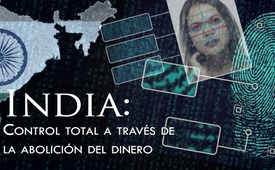 INDIA:
CONTROL TOTAL A TRAVÉS DE
LA ABOLICIÓN DEL DINERO